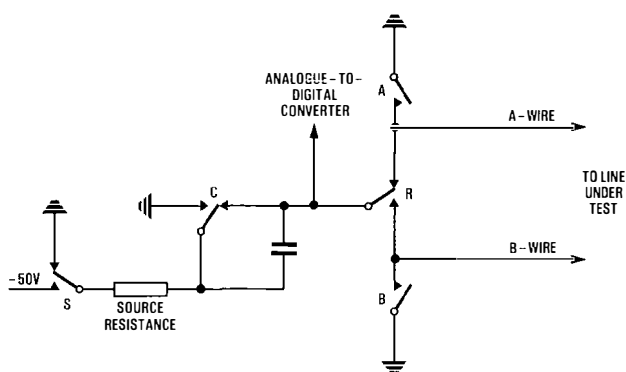 ANALOGUE-TO-
DIGITAL
CONVERTER
A
A-WIRE
TO LINE
UNDER
TEST
C
R
-50V
S
SOURCE
RESISTANCE
B-WIRE
B